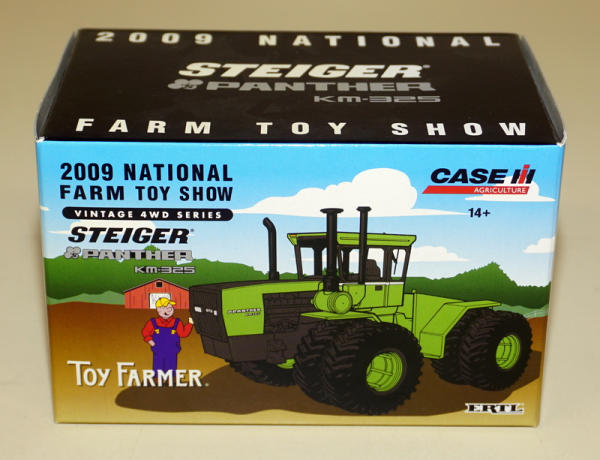 2009 NATIONAL
STEIGER®
PANTHER
KM-325
FARM TOY SHOW
2009 NATIONAL
FARM TOY SHOW
VINTAGE 4WD SERIES
STEIGER®
PANTHER
KM-325
CASE IH
AGRICULTURE
14+
PANTHER
TOY FARMER®
ERTL